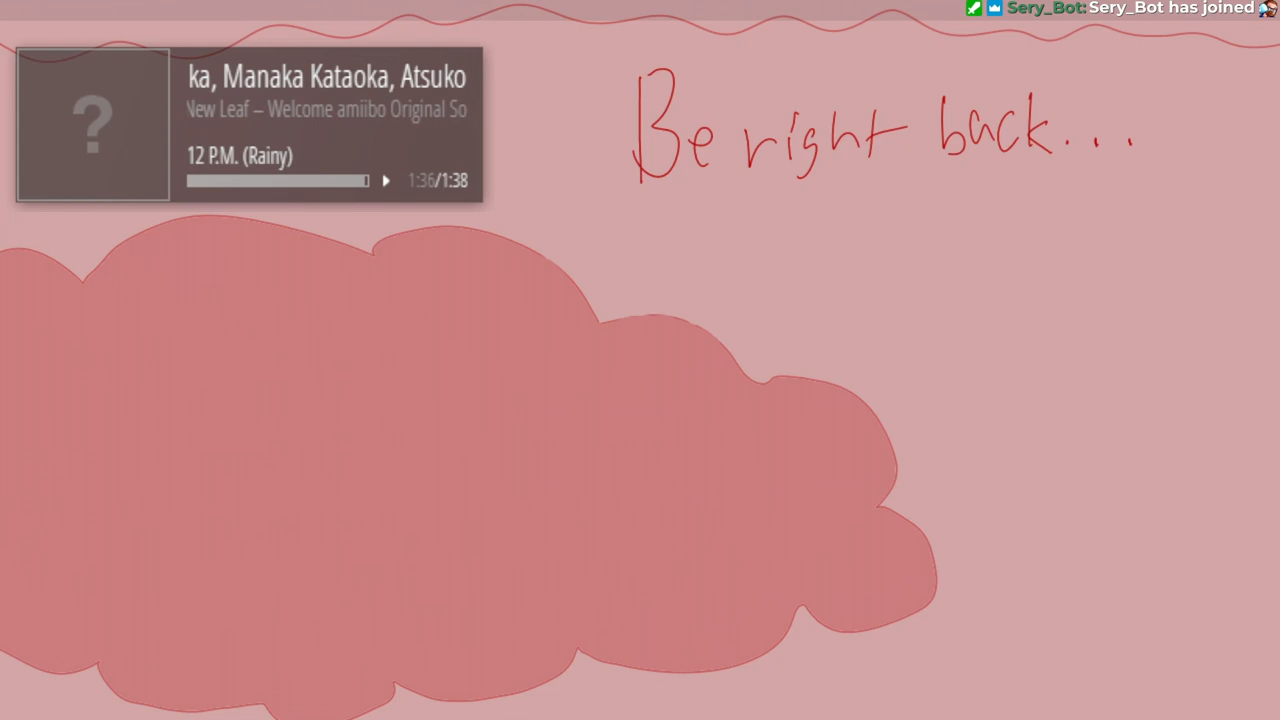 Sery_Bot: Sery_Bot has joined
ka, Manaka Kataoka, Atsuko
New Leaf – Welcome amiibo Original So
12 P.M. (Rainy)
1:36/1:38
?
Be right back...